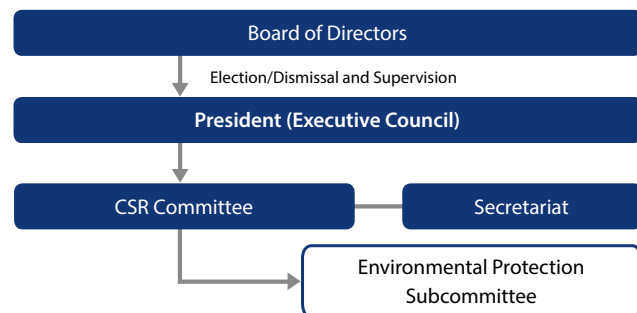 Board of Directors
Election/Dismissal and Supervision
President (Executive Council)
CSR Committee
Secretariat
Environmental Protection
Subcommittee